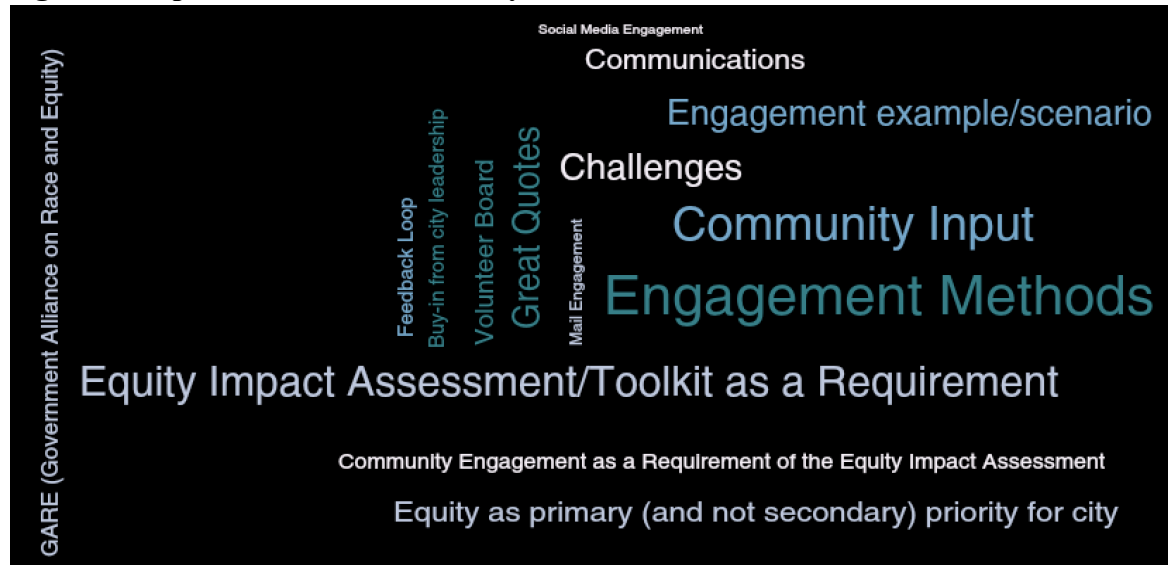 Social Media Engagement
Communications
Engagement example/scenario
Challenges
Community Input
Engagement Methods
GARE (Government Alliance on Race and Equity)
Feedback Loop
Buy-in from city leadership
Volunteer Board
Great Quotes
Mail Engagement
Equity Impact Assessment/Toolkit as a Requirement
Community Engagement as a Requirement of the Equity Impact Assessment
Equity as primary (and not secondary) priority for city